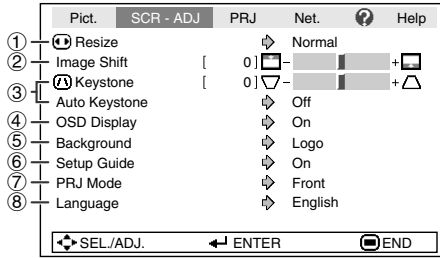 Pict. SCR - ADJ PRJ Net. ? Help
① Resize Normal
② Image Shift [ 0 ] - +
③ Keystone [ 0 ] - +
Auto Keystone Off
④ OSD Display On
⑤ Background Logo
⑥ Setup Guide On
⑦ PRJ Mode Front
⑧ Language English
SEL./ADJ. ENTER END